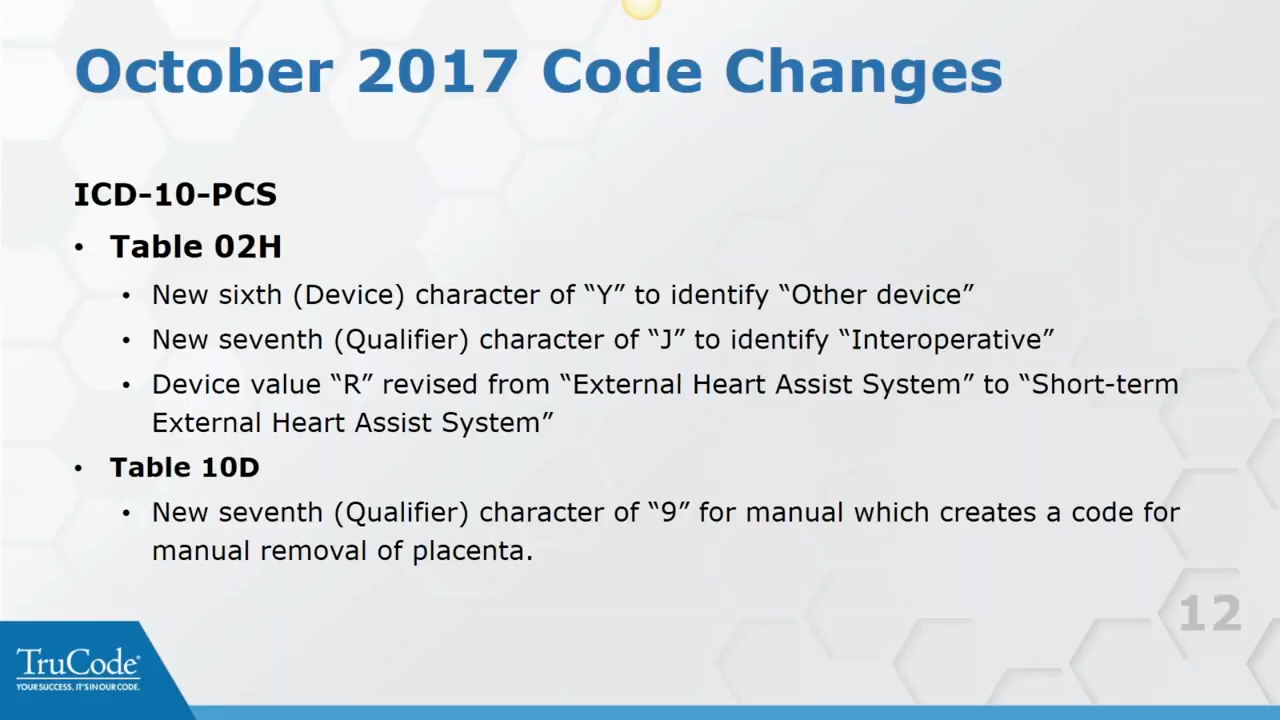 October 2017 Code Changes
ICD-10-PCS
• Table 02H
• New sixth (Device) character of “Y” to identify “Other device”
• New seventh (Qualifier) character of “J” to identify “Interoperative”
• Device value “R” revised from “External Heart Assist System” to “Short-term
External Heart Assist System”
• Table 10D
• New seventh (Qualifier) character of “9” for manual which creates a code for
manual removal of placenta.
12
TruCode®
YOUR SUCCESS. IT’S IN OUR CODE.